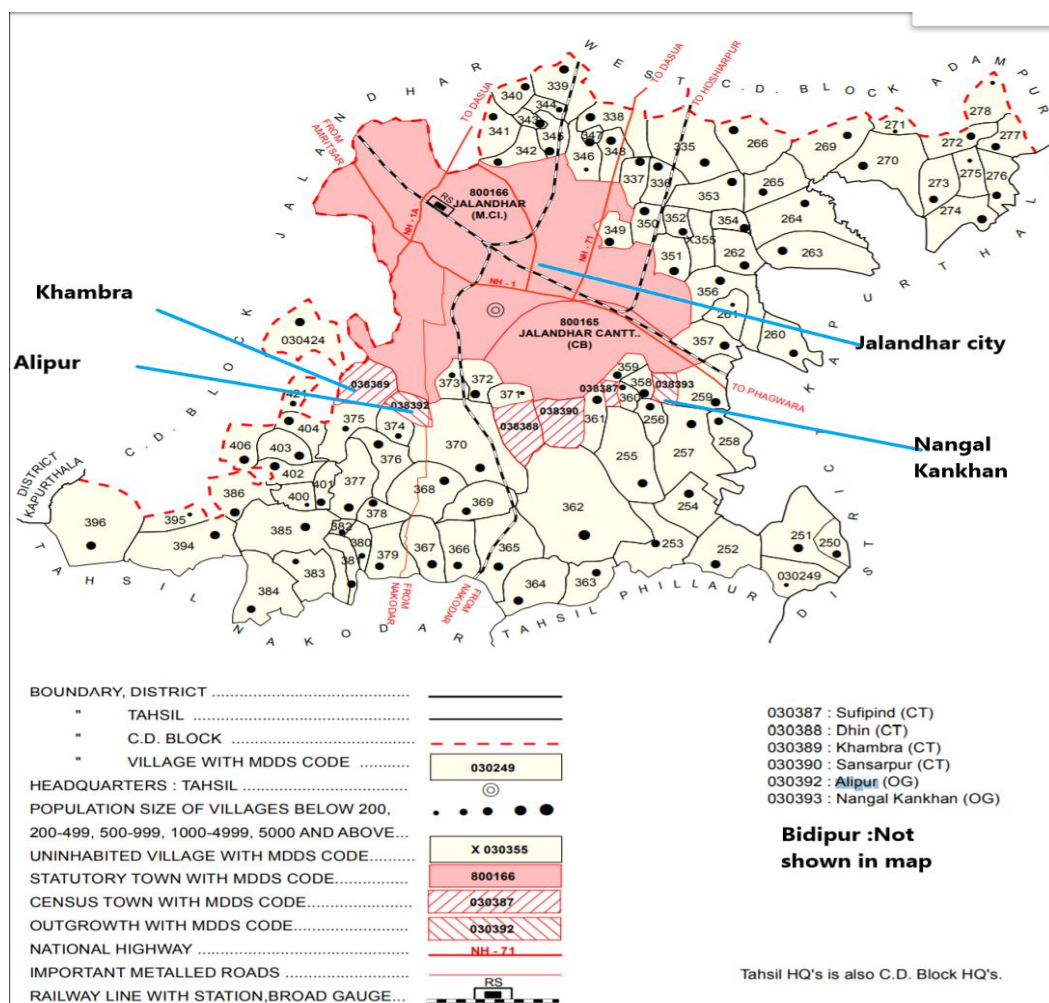 JALANDHAR WEST C.D. BLOCK ADAMPUR
KAPURTHALA
DISTRICT
JALANDHAR
C.D. BLOCK
DISTRICT
KAPURTHALA
TAHSIL NAKODAR
TAHSIL PHILLAUR
FROM
AMRITSAR
TO DASUA
TO DASUA
TO HOSHIARPUR
340
339
344
343
341
345
342
338
347
346
348
335
337
336
266
269
271
270
278
272
277
275
276
273
274
353
265
264
350
352
354
X355
349
351
262
263
356
261
260
357
RS
800166
JALANDHAR
(M.Cl.)
NH - 1A
NH - 71
NH - 1
800165
JALANDHAR CANTT..
(CB)
Khambra
Alipur
Jalandhar city
Nangal
Kankhan
TO PHAGWARA
030424
038389
038392
373
372
371
038388
038390
038387
359
358
360
038393
361
256
259
258
257
255
254
424
404
375
374
406
403
376
370
402
401
400
377
368
369
378
386
396
395
394
385
382
380
384
383
381
379
367
366
365
362
364
363
253
252
251
250
030249
FROM
NAKODAR
FROM
NAKODAR
BOUNDARY, DISTRICT
" TAHSIL
" C.D. BLOCK
" VILLAGE WITH MDDS CODE 030249
HEADQUARTERS : TAHSIL
POPULATION SIZE OF VILLAGES BELOW 200,
200-499, 500-999, 1000-4999, 5000 AND ABOVE...
UNINHABITED VILLAGE WITH MDDS CODE X 030355
STATUTORY TOWN WITH MDDS CODE 800166
CENSUS TOWN WITH MDDS CODE 030387
OUTGROWTH WITH MDDS CODE 030392
NATIONAL HIGHWAY NH - 71
IMPORTANT METALLED ROADS
RAILWAY LINE WITH STATION,BROAD GAUGE... RS
030387 : Sufipind (CT)
030388 : Dhin (CT)
030389 : Khambra (CT)
030390 : Sansarpur (CT)
030392 : Alipur (OG)
030393 : Nangal Kankhan (OG)
Bidipur :Not
shown in map
Tahsil HQ's is also C.D. Block HQ's.